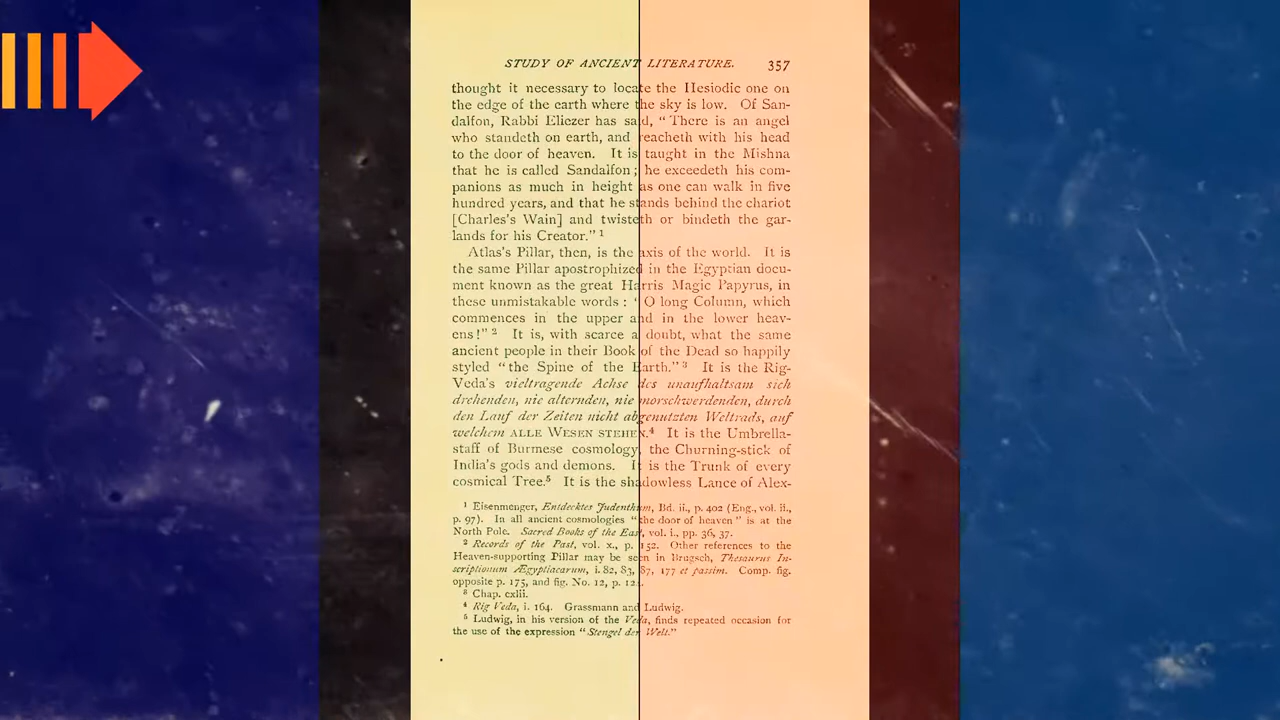 STUDY OF ANCIENT LITERATURE. 357
thought it necessary to locate the Hesiodic one on
the edge of the earth where the sky is low. Of San-
dalfon, Rabbi Eliezer has said, “There is an angel
who standeth on earth, and reacheth with his head
to the door of heaven. It is taught in the Mishna
that he is called Sandalfon; he exceedeth his com-
panions as much in height as one can walk in five
hundred years, and that he stands behind the chariot
[Charles's Wain] and twisteth or bindeth the gar-
lands for his Creator.” 1
Atlas's Pillar, then, is the axis of the world. It is
the same Pillar apostrophized in the Egyptian docu-
ment known as the great Harris Magic Papyrus, in
these unmistakable words: “O long Column, which
commences in the upper and in the lower heav-
ens!” 2 It is, with scarce a doubt, what the same
ancient people in their Book of the Dead so happily
styled “the Spine of the Earth.” 3 It is the Rig-
Veda's vieltragende Achse des unaufhaltsam sich
drehenden, nie alternden, nie morschwerdenden, durch
den Lauf der Zeiten nicht abgenutzten Weltrads, auf
welchem ALLE WESEN STEHEN.4 It is the Umbrella-
staff of Burmese cosmology, the Churning-stick of
India's gods and demons. It is the Trunk of every
cosmical Tree.5 It is the shadowless Lance of Alex-
1 Eisenmenger, Entdecktes Judenthum, Bd. ii., p. 402 (Eng., vol. ii.,
p. 97). In all ancient cosmologies “the door of heaven” is at the
North Pole. Sacred Books of the East, vol. i., pp. 36, 37.
2 Records of the Past, vol. x., p. 152. Other references to the
Heaven-supporting Pillar may be seen in Brugsch, Thesaurus In-
scriptionum Ægyptiacarum, i. 82, 83, 87, 177 et passim. Comp. fig.
opposite p. 175, and fig. No. 12, p. 
3 Chap. cxlii.
4 Rig Veda, i. 164. Grassmann and Ludwig.
5 Ludwig, in his version of the Veda, finds repeated occasion for
the use of the expression “Stengel der Welt.”